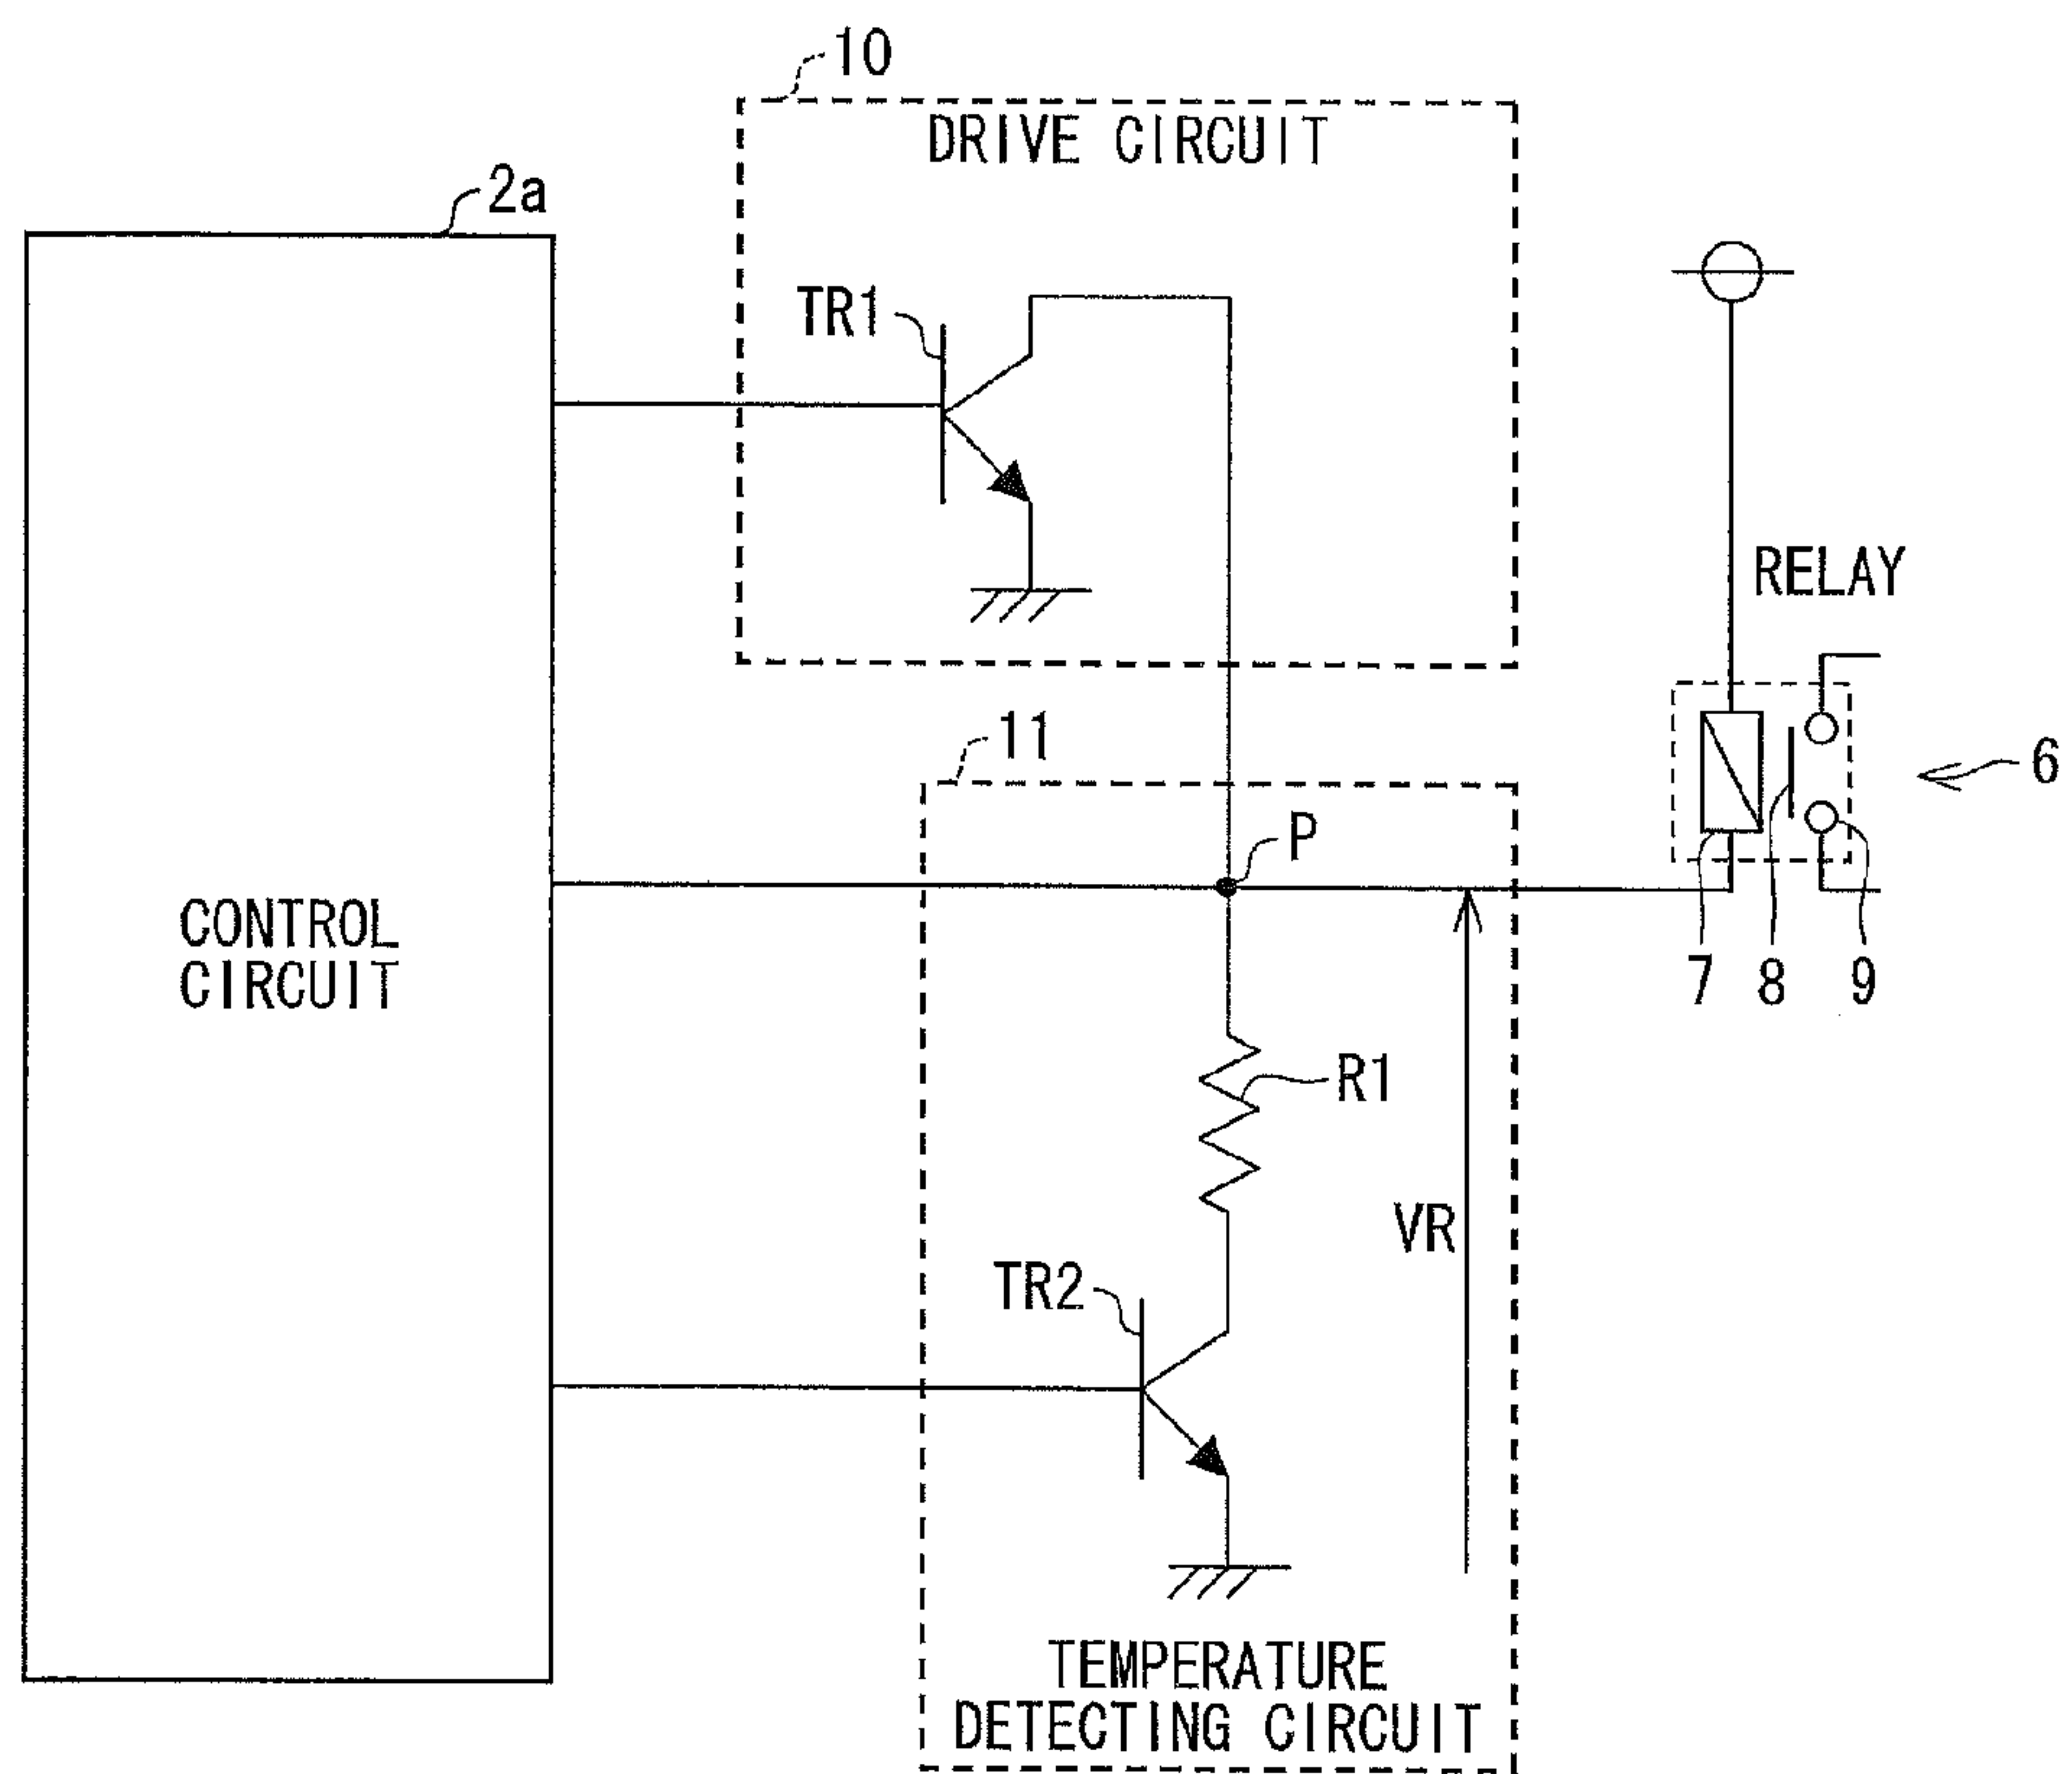 10
DRIVE CIRCUIT
2a
TR1
RELAY
11
6
P
CONTROL
CIRCUIT
7
8
9
R1
VR
TR2
TEMPERATURE
DETECTING CIRCUIT